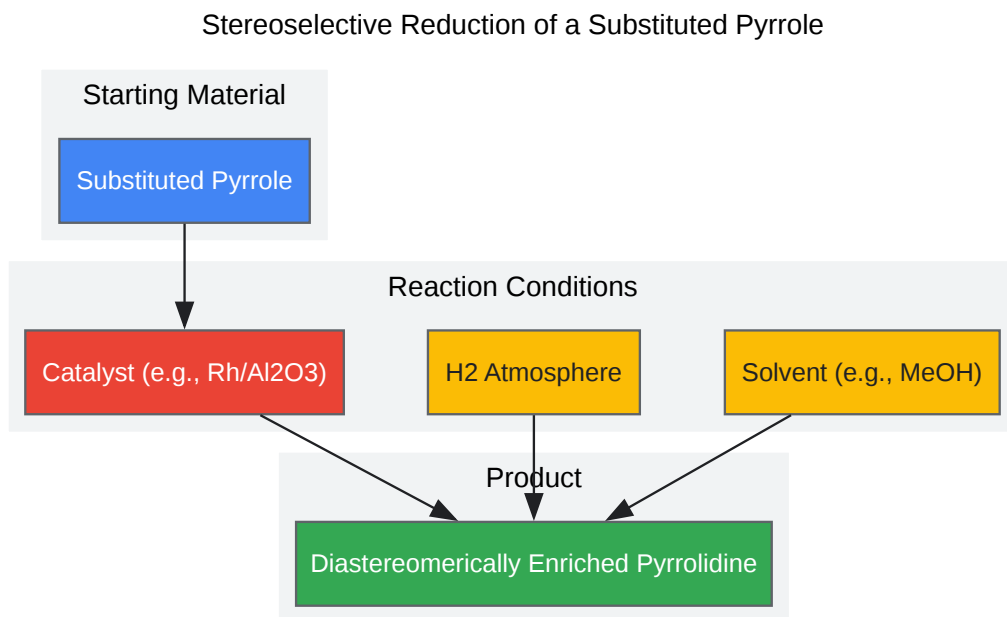 Stereoselective Reduction of a Substituted Pyrrole
Starting Material
Substituted Pyrrole
Reaction Conditions
Catalyst (e.g., Rh/Al2O3)
H2 Atmosphere
Solvent (e.g., MeOH)
Product
Diastereomerically Enriched Pyrrolidine